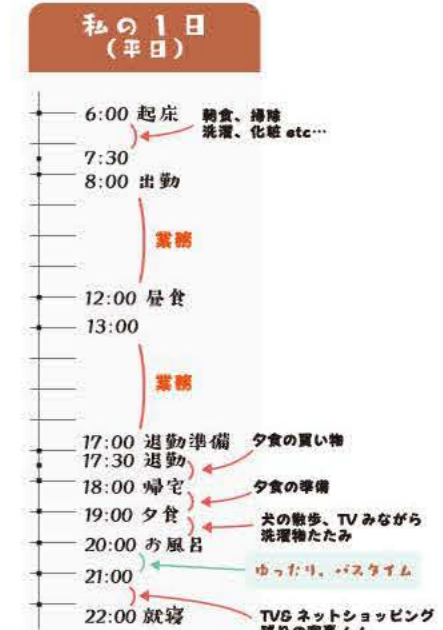 私の１日
(平日)
6:00 起床
朝食、掃除
洗濯、化粧 etc…
7:30
8:00 出勤
業務
12:00 昼食
13:00
業務
17:00 退勤準備
17:30 退勤
夕食の買い物
18:00 帰宅
夕食の準備
19:00 夕食
犬の散歩、TV みながら
洗濯物たたみ
20:00 お風呂
ゆったり、バスタイム
21:00
22:00 就寝
TV& ネットショッピング